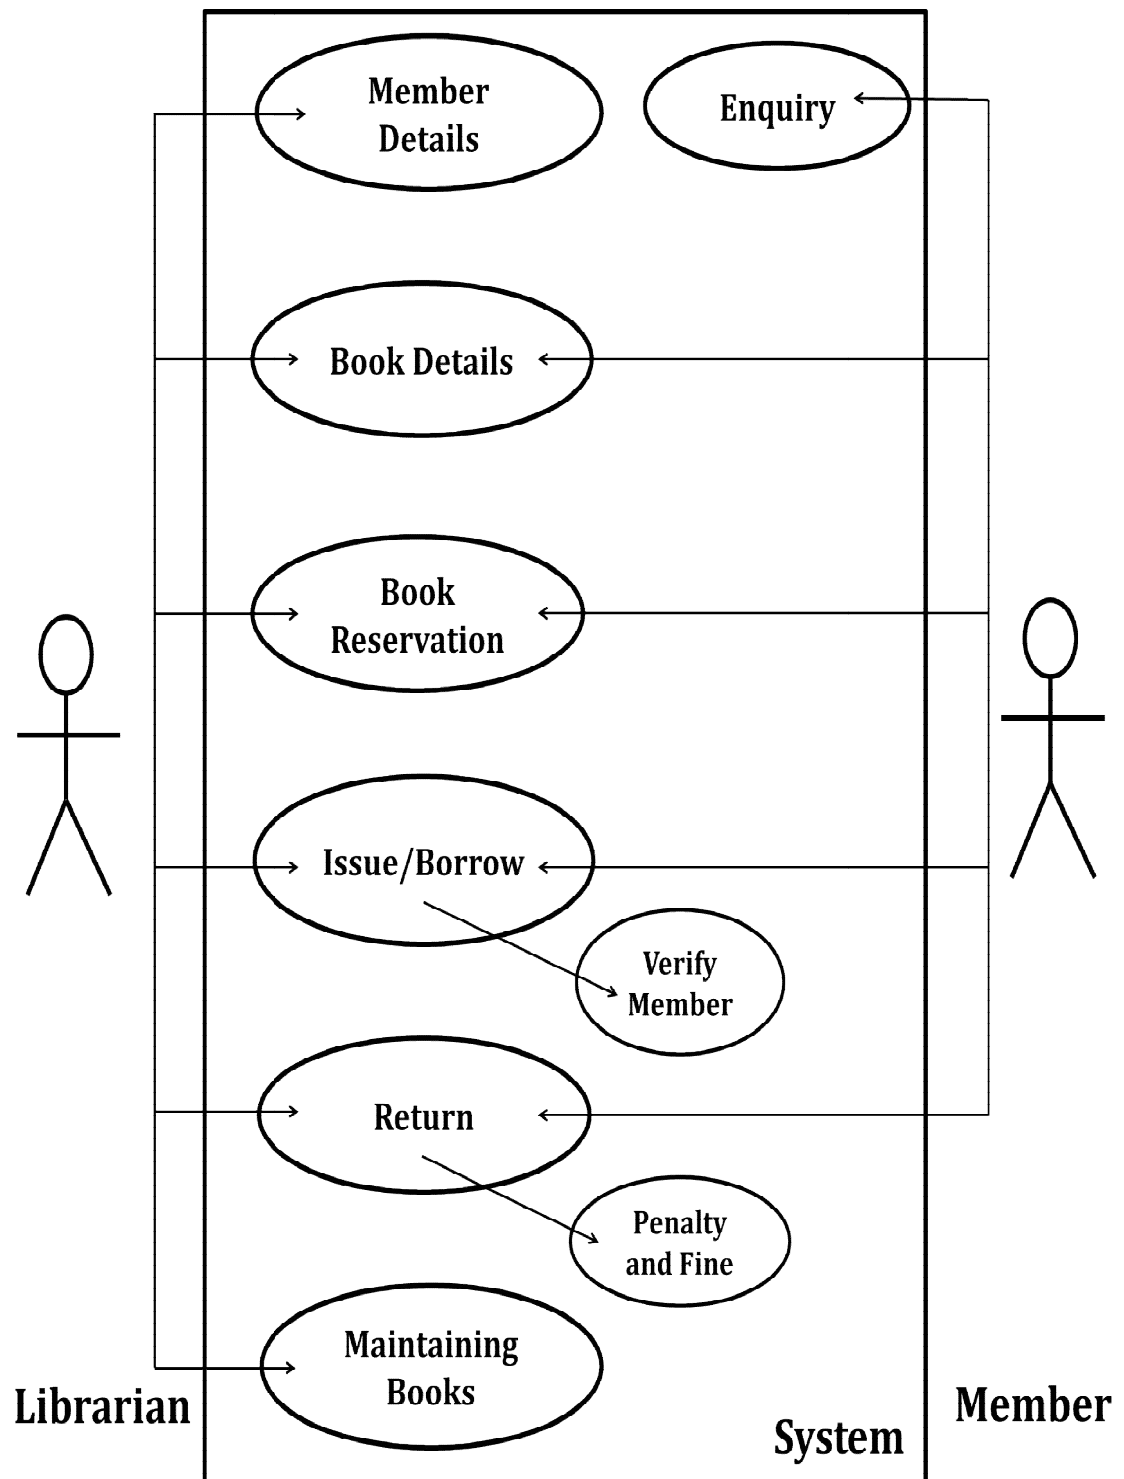 Member
Details
Enquiry
Book Details
Book
Reservation
Issue/Borrow
Verify
Member
Return
Penalty
and Fine
Maintaining
Books
Librarian
System
Member